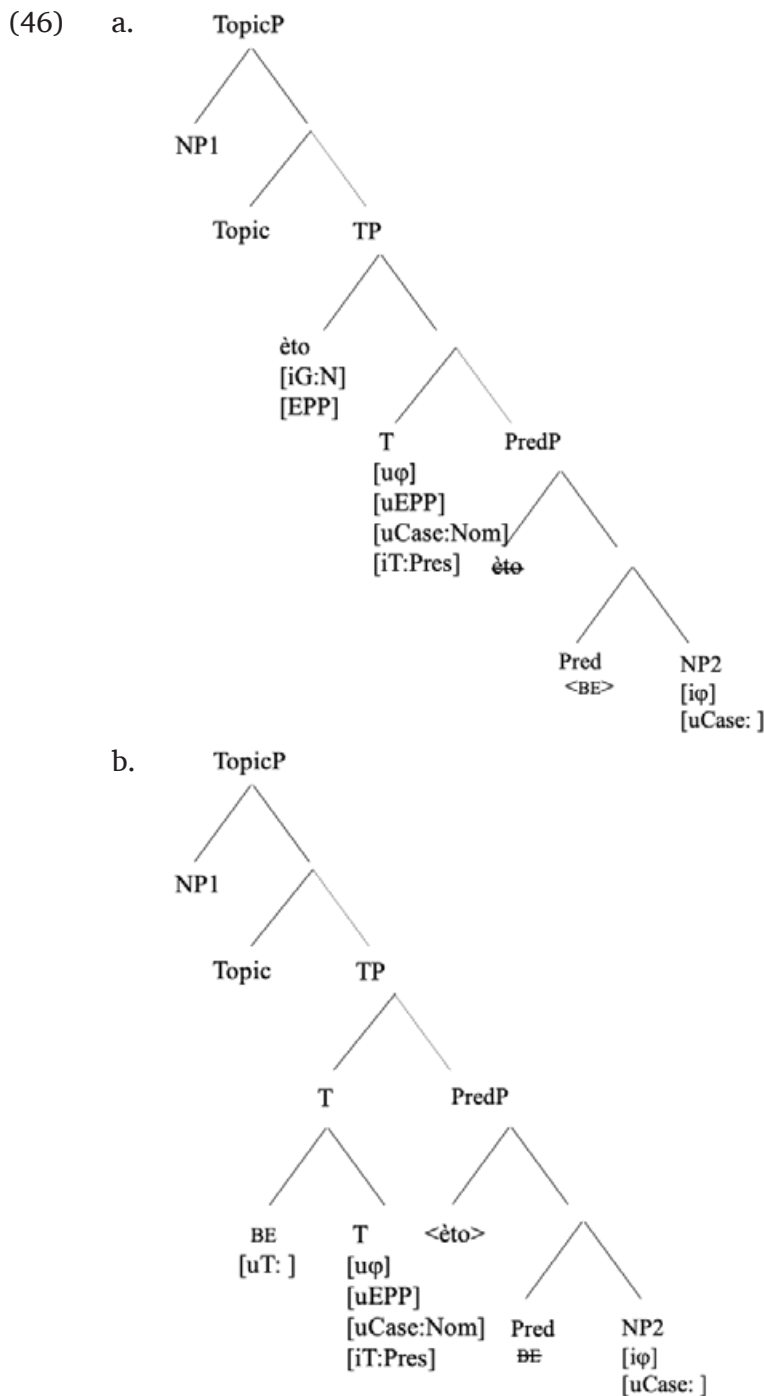 (46) a. TopicP
NP1
Topic TP
èto
[iG:N]
[EPP]
T PredP
[uφ]
[uEPP]
[uCase:Nom]
[iT:Pres] èto
Pred NP2
<BE> [iφ]
[uCase: ]
b. TopicP
NP1
Topic TP
T PredP
BE T <èto>
[uT: ] [uφ]
[uEPP]
[uCase:Nom] Pred NP2
[iT:Pres] BE [iφ]
[uCase: ]